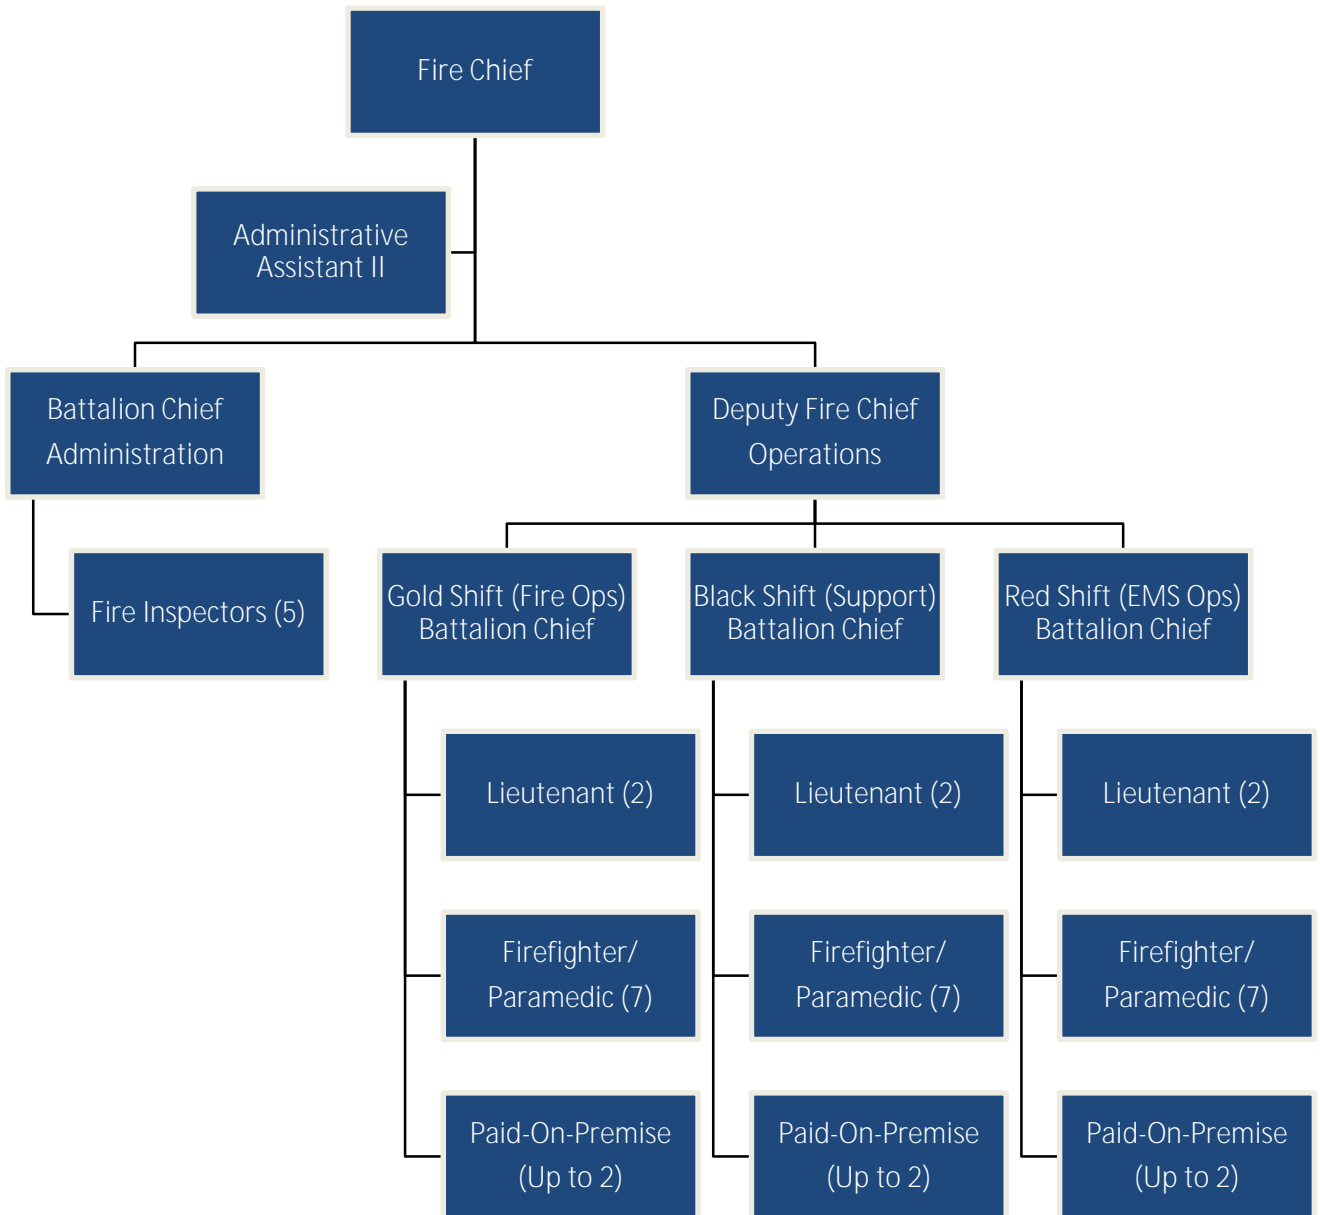 Fire Chief
Administrative
Assistant II
Battalion Chief
Administration
Deputy Fire Chief
Operations
Fire Inspectors (5)
Gold Shift (Fire Ops)
Battalion Chief
Black Shift (Support)
Battalion Chief
Red Shift (EMS Ops)
Battalion Chief
Lieutenant (2)
Lieutenant (2)
Lieutenant (2)
Firefighter/
Paramedic (7)
Firefighter/
Paramedic (7)
Firefighter/
Paramedic (7)
Paid-On-Premise
(Up to 2)
Paid-On-Premise
(Up to 2)
Paid-On-Premise
(Up to 2)